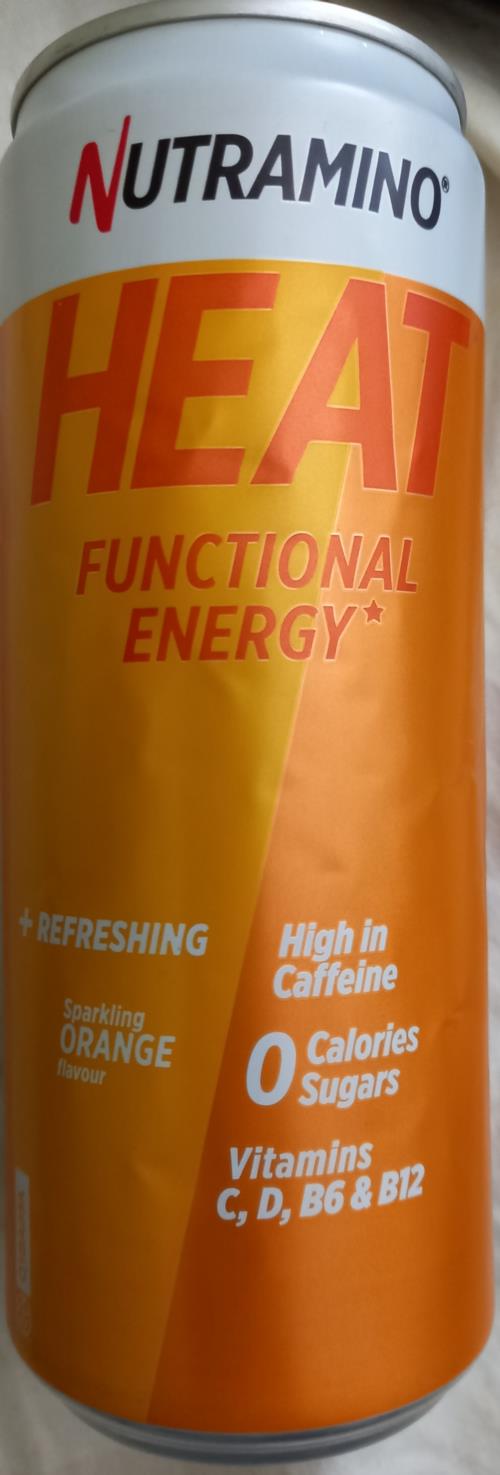 NUTRAMINO®
HEAT
FUNCTIONAL
ENERGY★
+ REFRESHING
Sparkling
ORANGE
flavour
High in
Caffeine
0 Calories
Sugars
Vitamins
C, D, B6 & B12